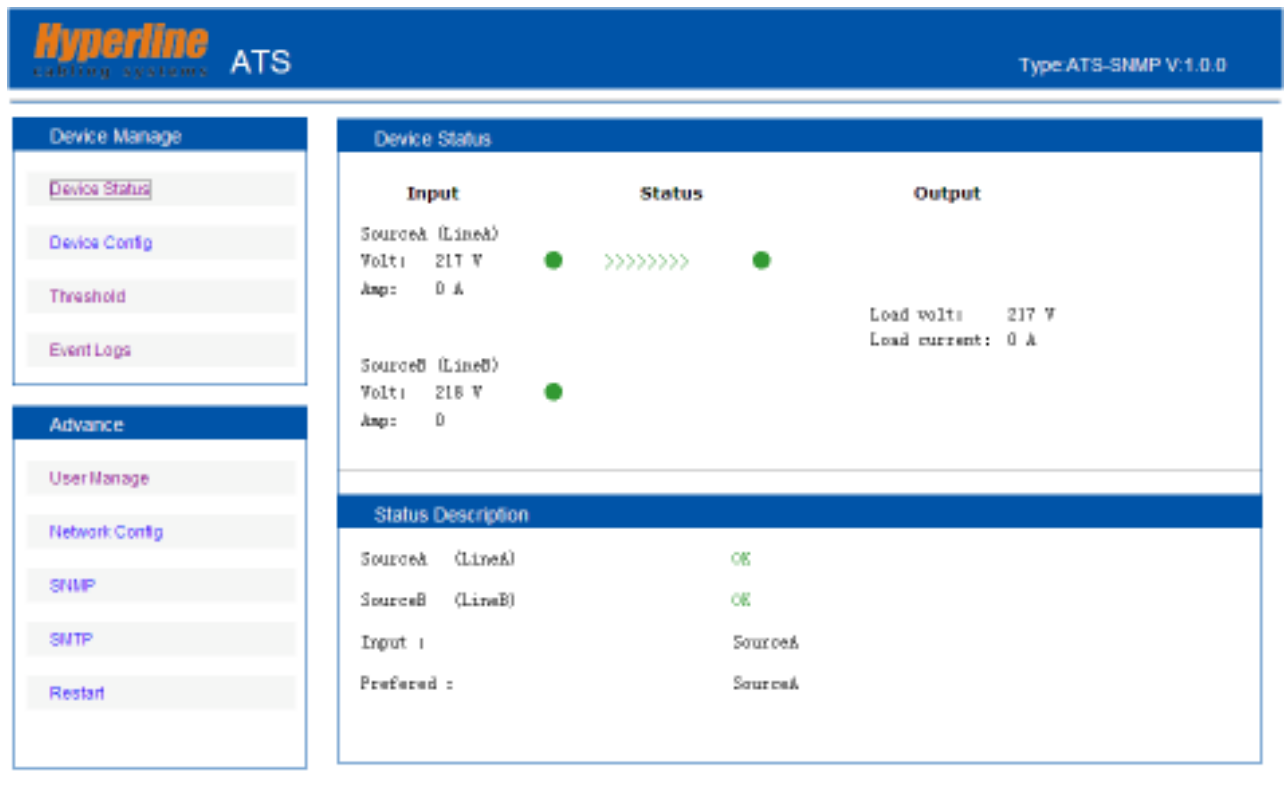 Hyperline
cabling systems
ATS
Type:ATS-SNMP V:1.0.0
Device Manage
Device Status
Device Config
Threshold
Event Logs
Advance
User Manage
Network Config
SNMP
SMTP
Restart
Device Status
Input Status Output
SourceA (LineA)
Volt: 217 V >>>>>>>>
Amp: 0 A
Load volt: 217 V
Load current: 0 A
SourceB (LineB)
Volt: 218 V
Amp: 0
Status Description
SourceA (LineA) OK
SourceB (LineB) OK
Input : SourceA
Prefered : SourceA